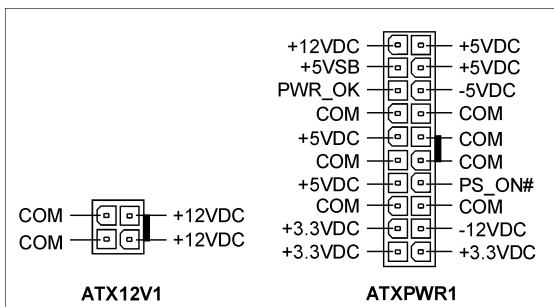 +12VDC +5VDC
+5VSB +5VDC
PWR_OK -5VDC
COM COM
+5VDC COM
COM COM
+5VDC PS_ON#
COM COM
+3.3VDC -12VDC
+3.3VDC +3.3VDC
COM +12VDC
COM +12VDC
ATX12V1 ATXPWR1